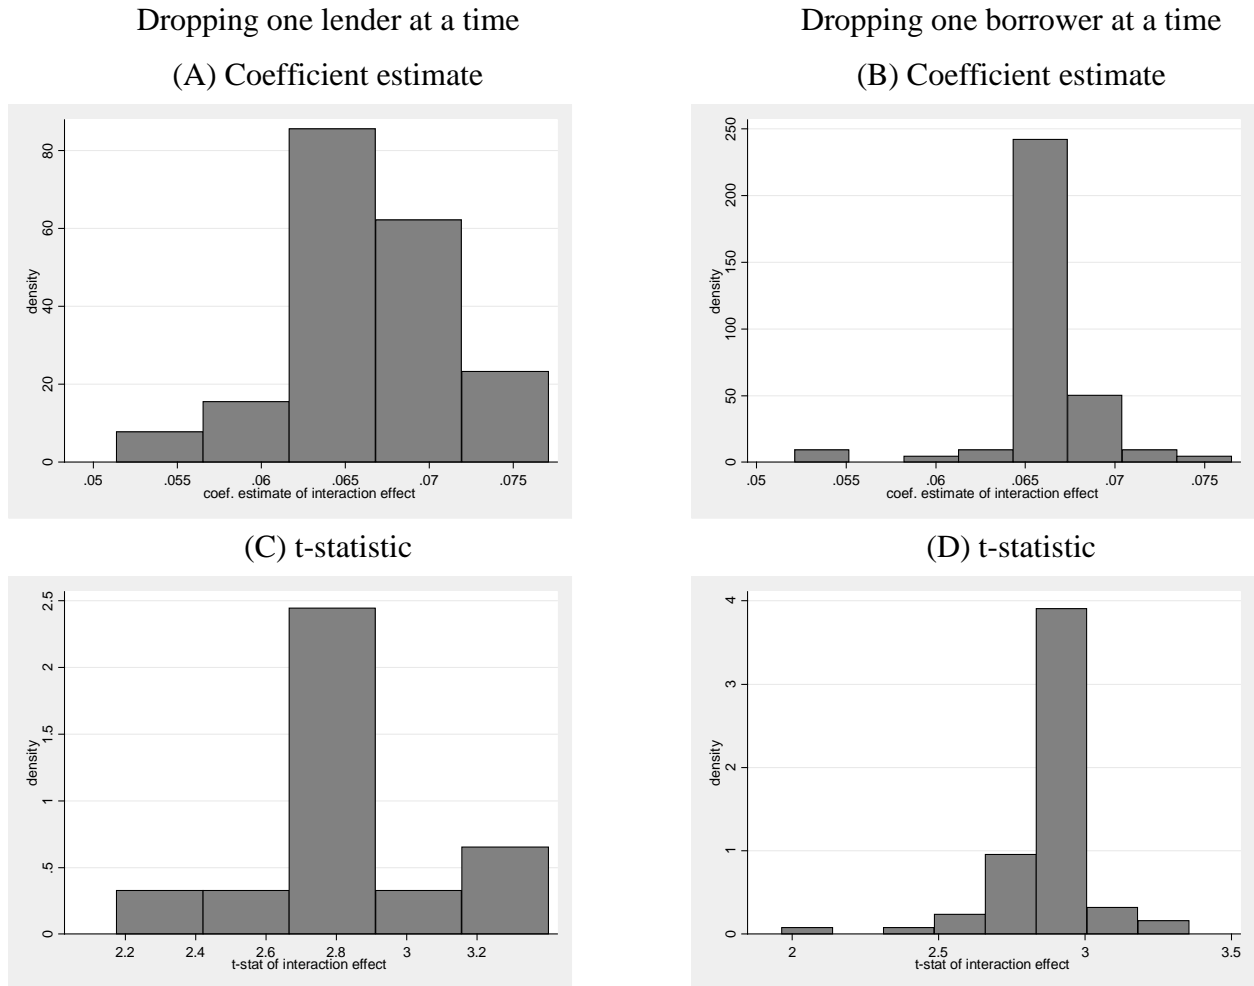 Dropping one lender at a time
Dropping one borrower at a time
(A) Coefficient estimate
(B) Coefficient estimate
80
60
40
20
0
density
.05 .055 .06 .065 .07 .075
coef. estimate of interaction effect
250
200
150
100
50
0
density
.05 .055 .06 .065 .07 .075
coef. estimate of interaction effect
(C) t-statistic
(D) t-statistic
2.5
2
1.5
1
.5
0
density
2.2 2.4 2.6 2.8 3 3.2
t-stat of interaction effect
4
3
2
1
0
density
2 2.5 3 3.5
t-stat of interaction effect